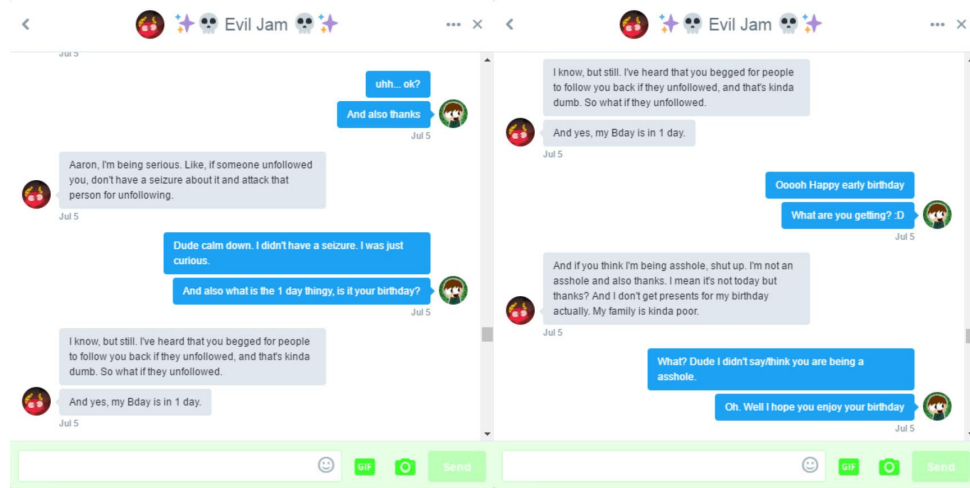 ✨💀 Evil Jam 💀✨
Jul 5
uhh... ok?
And also thanks
Jul 5
Aaron, I'm being serious. Like, if someone unfollowed
you, don't have a seizure about it and attack that
person for unfollowing.
Jul 5
Dude calm down. I didn't have a seizure. I was just
curious.
And also what is the 1 day thingy, is it your birthday?
Jul 5
I know, but still. I've heard that you begged for people
to follow you back if they unfollowed, and that's kinda
dumb. So what if they unfollowed.
And yes, my Bday is in 1 day.
Jul 5
GIF
Send
✨💀 Evil Jam 💀✨
I know, but still. I've heard that you begged for people
to follow you back if they unfollowed, and that's kinda
dumb. So what if they unfollowed.
And yes, my Bday is in 1 day.
Jul 5
Ooooh Happy early birthday
What are you getting? :D
Jul 5
And if you think I'm being asshole, shut up. I'm not an
asshole and also thanks. I mean it's not today but
thanks? And I don't get presents for my birthday
actually. My family is kinda poor.
Jul 5
What? Dude I didn't say/think you are being a
asshole.
Oh. Well I hope you enjoy your birthday
Jul 5
GIF
Send